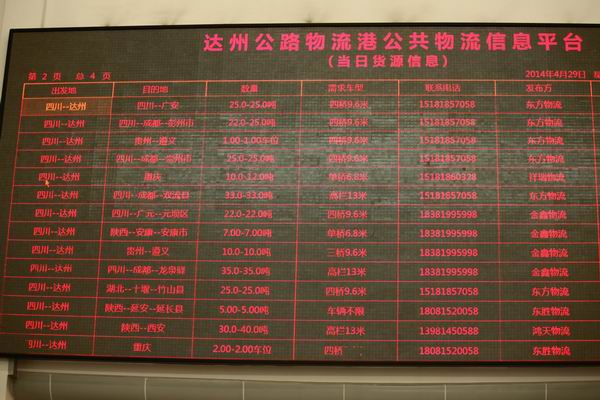 达州公路物流港公共物流信息平台
(当日货源信息)
第 2 页 总 4 页 2014年4月29日
出发地 目的地 数量 需求车型 联系电话 发布方
四川--达州 四川--广安 25.0-25.0吨 四桥9.6米 15181857058 东方物流
四川--达州 四川--成都--彭州市 22.0-25.0吨 四桥9.6米 15181857058 东方物流
四川--达州 贵州--遵义 1.00-1.00车位 四桥9.6米 15181857058 东方物流
四川--达州 四川--成都--崇州市 25.0-25.0吨 四桥9.6米 15181857058 东方物流
四川--达州 重庆 10.0-12.0吨 单桥6.8米 15181860328 祥瑞物流
四川--达州 四川--成都--双流县 33.0-33.0吨 高栏13米 15181857058 东方物流
四川--达州 四川--广元--元坝区 22.0-22.0吨 四桥9.6米 18381995998 金鑫物流
四川--达州 陕西--安康--安康市 7.00-7.00吨 单桥6.8米 18381995998 金鑫物流
四川--达州 贵州--遵义 10.0-10.0吨 三桥9.6米 18381995998 金鑫物流
四川--达州 四川--成都--龙泉驿 35.0-35.0吨 高栏13米 18381995998 金鑫物流
四川--达州 湖北--十堰--竹山县 25.0-25.0吨 四桥9.6米 15181857058 东方物流
四川--达州 陕西--延安--延长县 5.00-5.00吨 车辆不限 18081520058 东胜物流
四川--达州 陕西--西安 30.0-40.0吨 高栏13米 13981450588 鸿天物流
四川--达州 重庆 2.00-2.00车位 四桥 18081520058 东胜物流